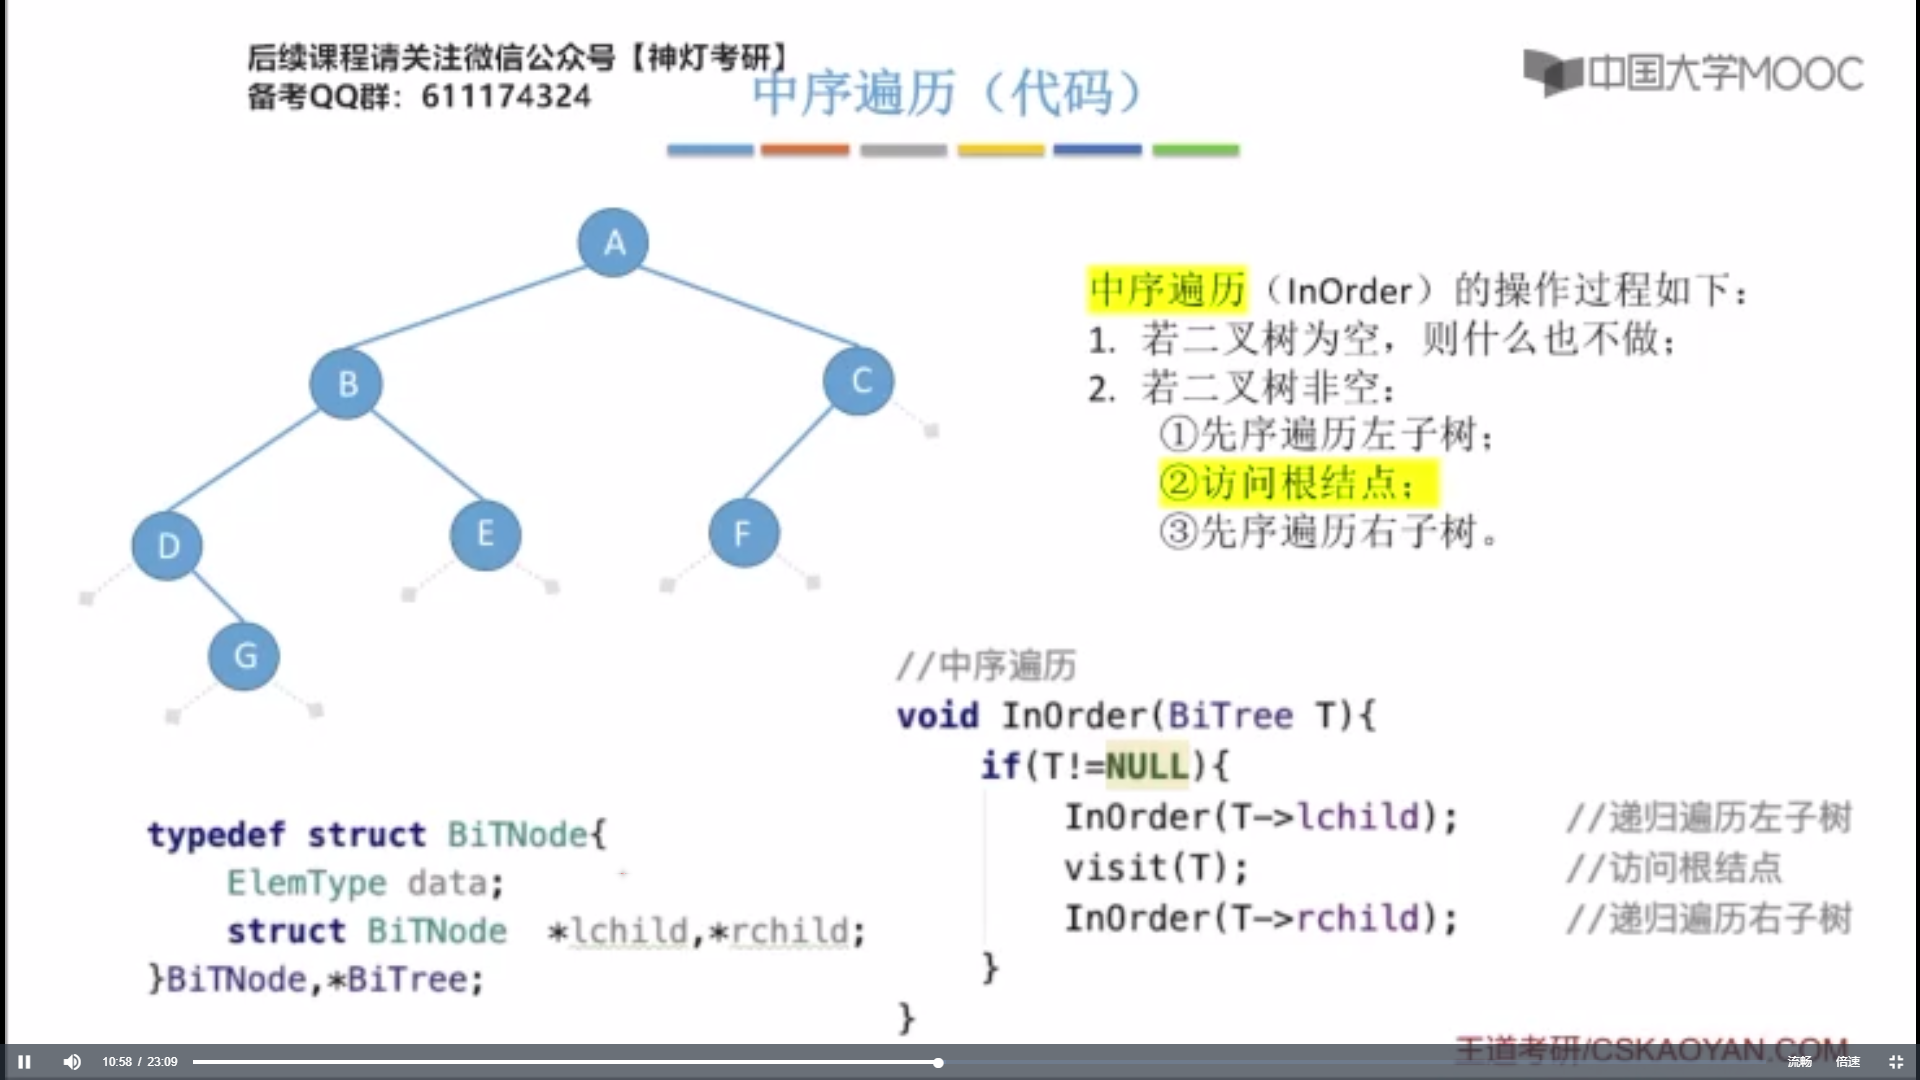 后续课程请关注微信公众号【神灯考研】
备考QQ群：611174324
中序遍历（代码）
中国大学MOOC
A
B
C
D
E
F
G
中序遍历（InOrder）的操作过程如下：
1. 若二叉树为空，则什么也不做；
2. 若二叉树非空：
①先序遍历左子树；
②访问根结点；
③先序遍历右子树。
//中序遍历
void InOrder(BiTree T){
if(T!=NULL){
InOrder(T->lchild); //递归遍历左子树
visit(T); //访问根结点
InOrder(T->rchild); //递归遍历右子树
}
}
typedef struct BiTNode{
ElemType data;
struct BiTNode *lchild,*rchild;
}BiTNode,*BiTree;
王道考研/CSKAOYAN.COM
10:58 / 23:09
流畅
倍速